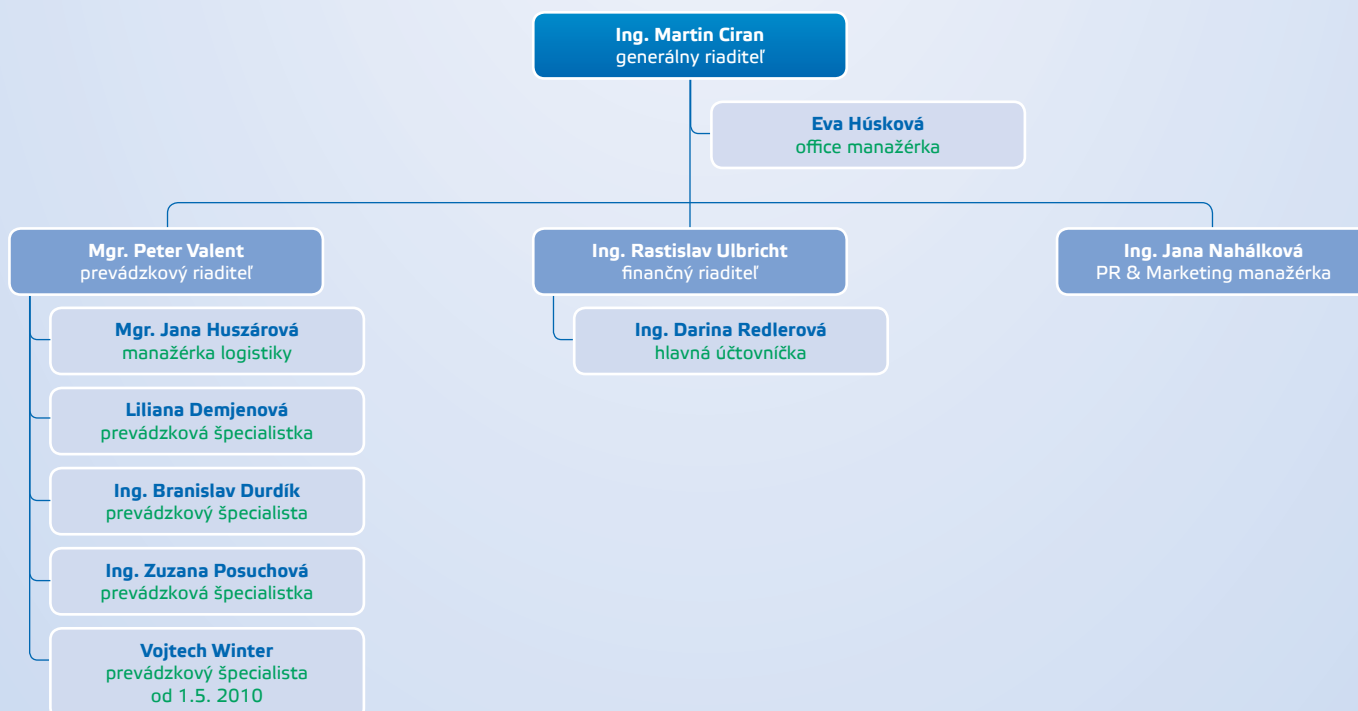 Ing. Martin Ciran
generálny riaditeľ
Eva Húsková
office manažérka
Mgr. Peter Valent
prevádzkový riaditeľ
Mgr. Jana Huszárová
manažérka logistiky
Liliana Demjenová
prevádzková špecialistka
Ing. Branislav Durdík
prevádzkový špecialista
Ing. Zuzana Posuchová
prevádzková špecialistka
Vojtech Winter
prevádzkový špecialista
od 1.5. 2010
Ing. Rastislav Ulbricht
finančný riaditeľ
Ing. Darina Redlerová
hlavná účtovníčka
Ing. Jana Nahálková
PR & Marketing manažérka